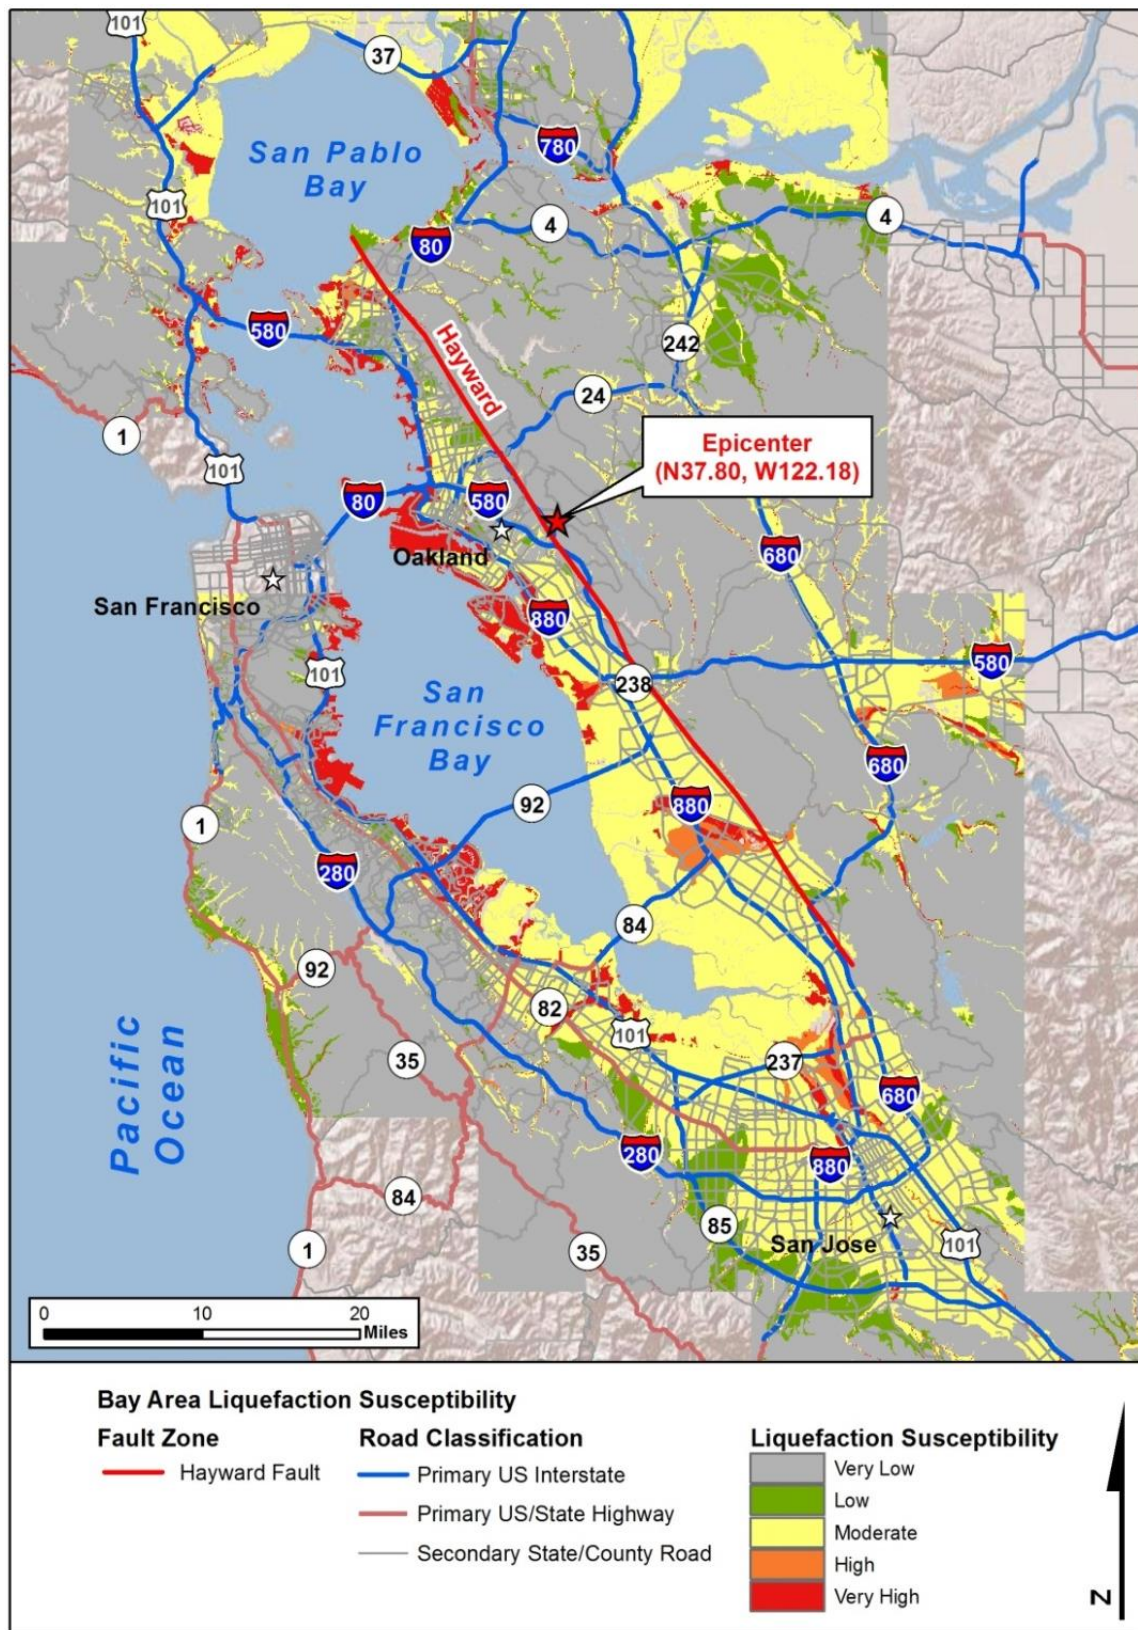 101
37
780
San Pablo
Bay
101
4
4
80
580
Hayward
242
24
1
101
Epicenter
(N37.80, W122.18)
80
580
Oakland
680
San Francisco
880
580
101
238
San
Francisco
Bay
680
92
880
1
280
84
92
82
101
Pacific
Ocean
35
237
680
280
880
84
85
San Jose
101
1
35
0
10
20
Miles
Bay Area Liquefaction Susceptibility
Fault Zone
Hayward Fault
Road Classification
Primary US Interstate
Primary US/State Highway
Secondary State/County Road
Liquefaction Susceptibility
Very Low
Low
Moderate
High
Very High
N